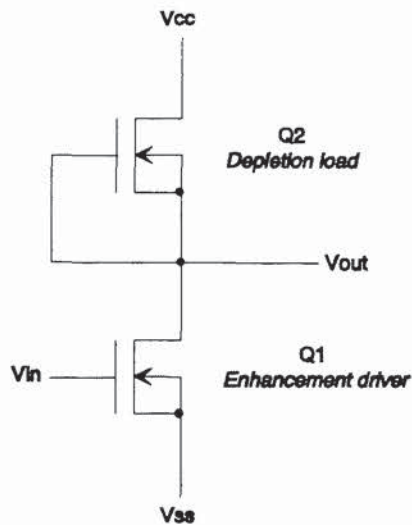 Vcc
Q2
Depletion load
Vout
Q1
Vin
Enhancement driver
Vss